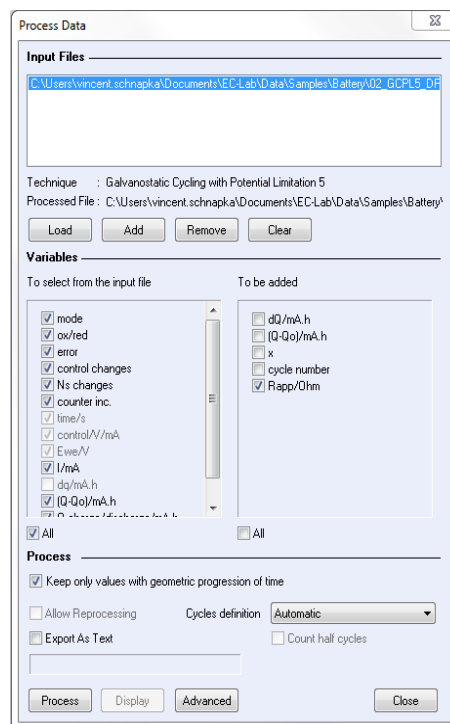 Process Data
Input Files
C:\Users\vincent.schnapka\Documents\EC-Lab\Data\Samples\Battery\02_GCPL5_DF
Technique : Galvanostatic Cycling with Potential Limitation 5
Processed File : C:\Users\vincent.schnapka\Documents\EC-Lab\Data\Samples\Battery\
Load Add Remove Clear
Variables
To select from the input file To be added
mode dQ/mA.h
ox/red (Q-Qo)/mA.h
error x
control changes cycle number
Ns changes Rapp/Ohm
counter inc.
time/s
control/V/mA
Ewe/V
I/mA
dq/mA.h
(Q-Qo)/mA.h
Q charge/discharge/mA.h
All All
Process
Keep only values with geometric progression of time
Allow Reprocessing Cycles definition Automatic
Export As Text Count half cycles
Process Display Advanced Close